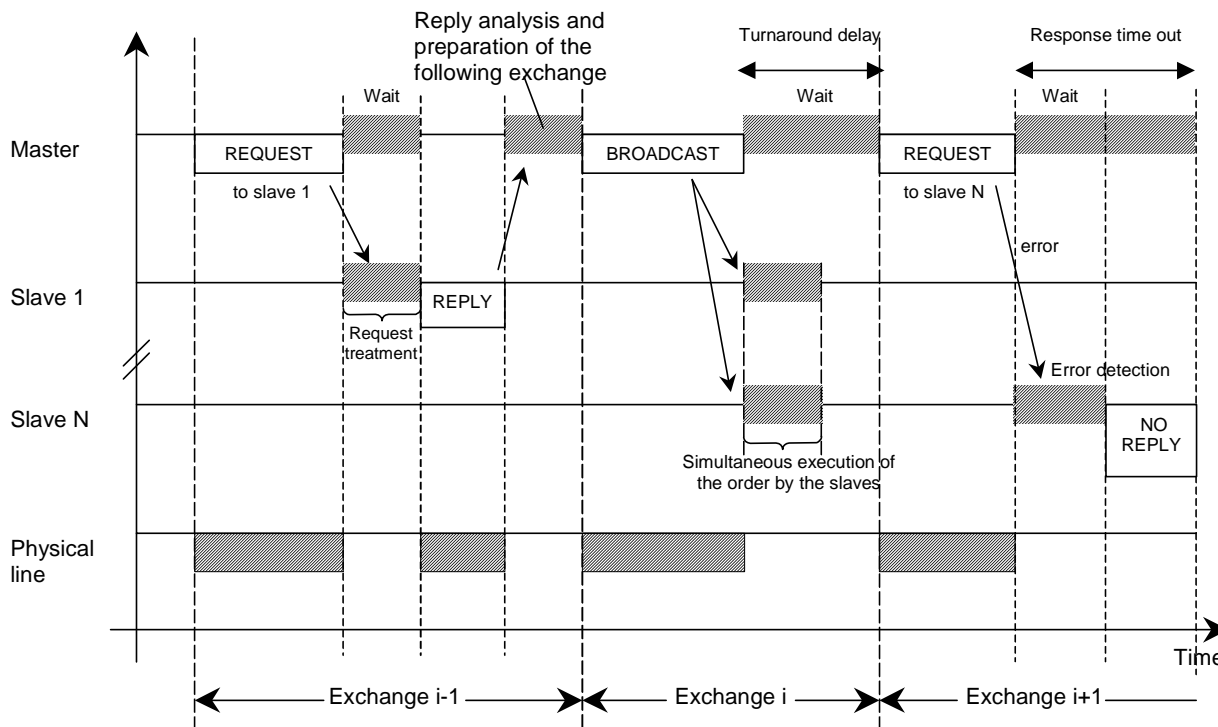 Reply analysis and
preparation of the
following exchange
Turnaround delay
Response time out
Wait
Wait
Wait
Master
REQUEST
BROADCAST
REQUEST
to slave 1
to slave N
error
Slave 1
REPLY
Request
treatment
Error detection
Slave N
NO
REPLY
Simultaneous execution of
the order by the slaves
Physical
line
Time
Exchange i-1
Exchange i
Exchange i+1